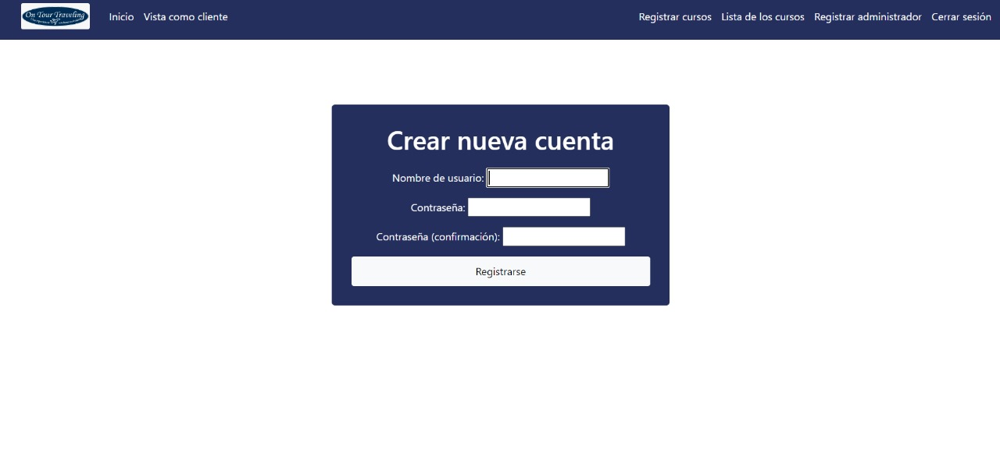 On Tour Traveling
Inicio Vista como cliente Registrar cursos Lista de los cursos Registrar administrador Cerrar sesión
Crear nueva cuenta
Nombre de usuario:
Contraseña:
Contraseña (confirmación):
Registrarse